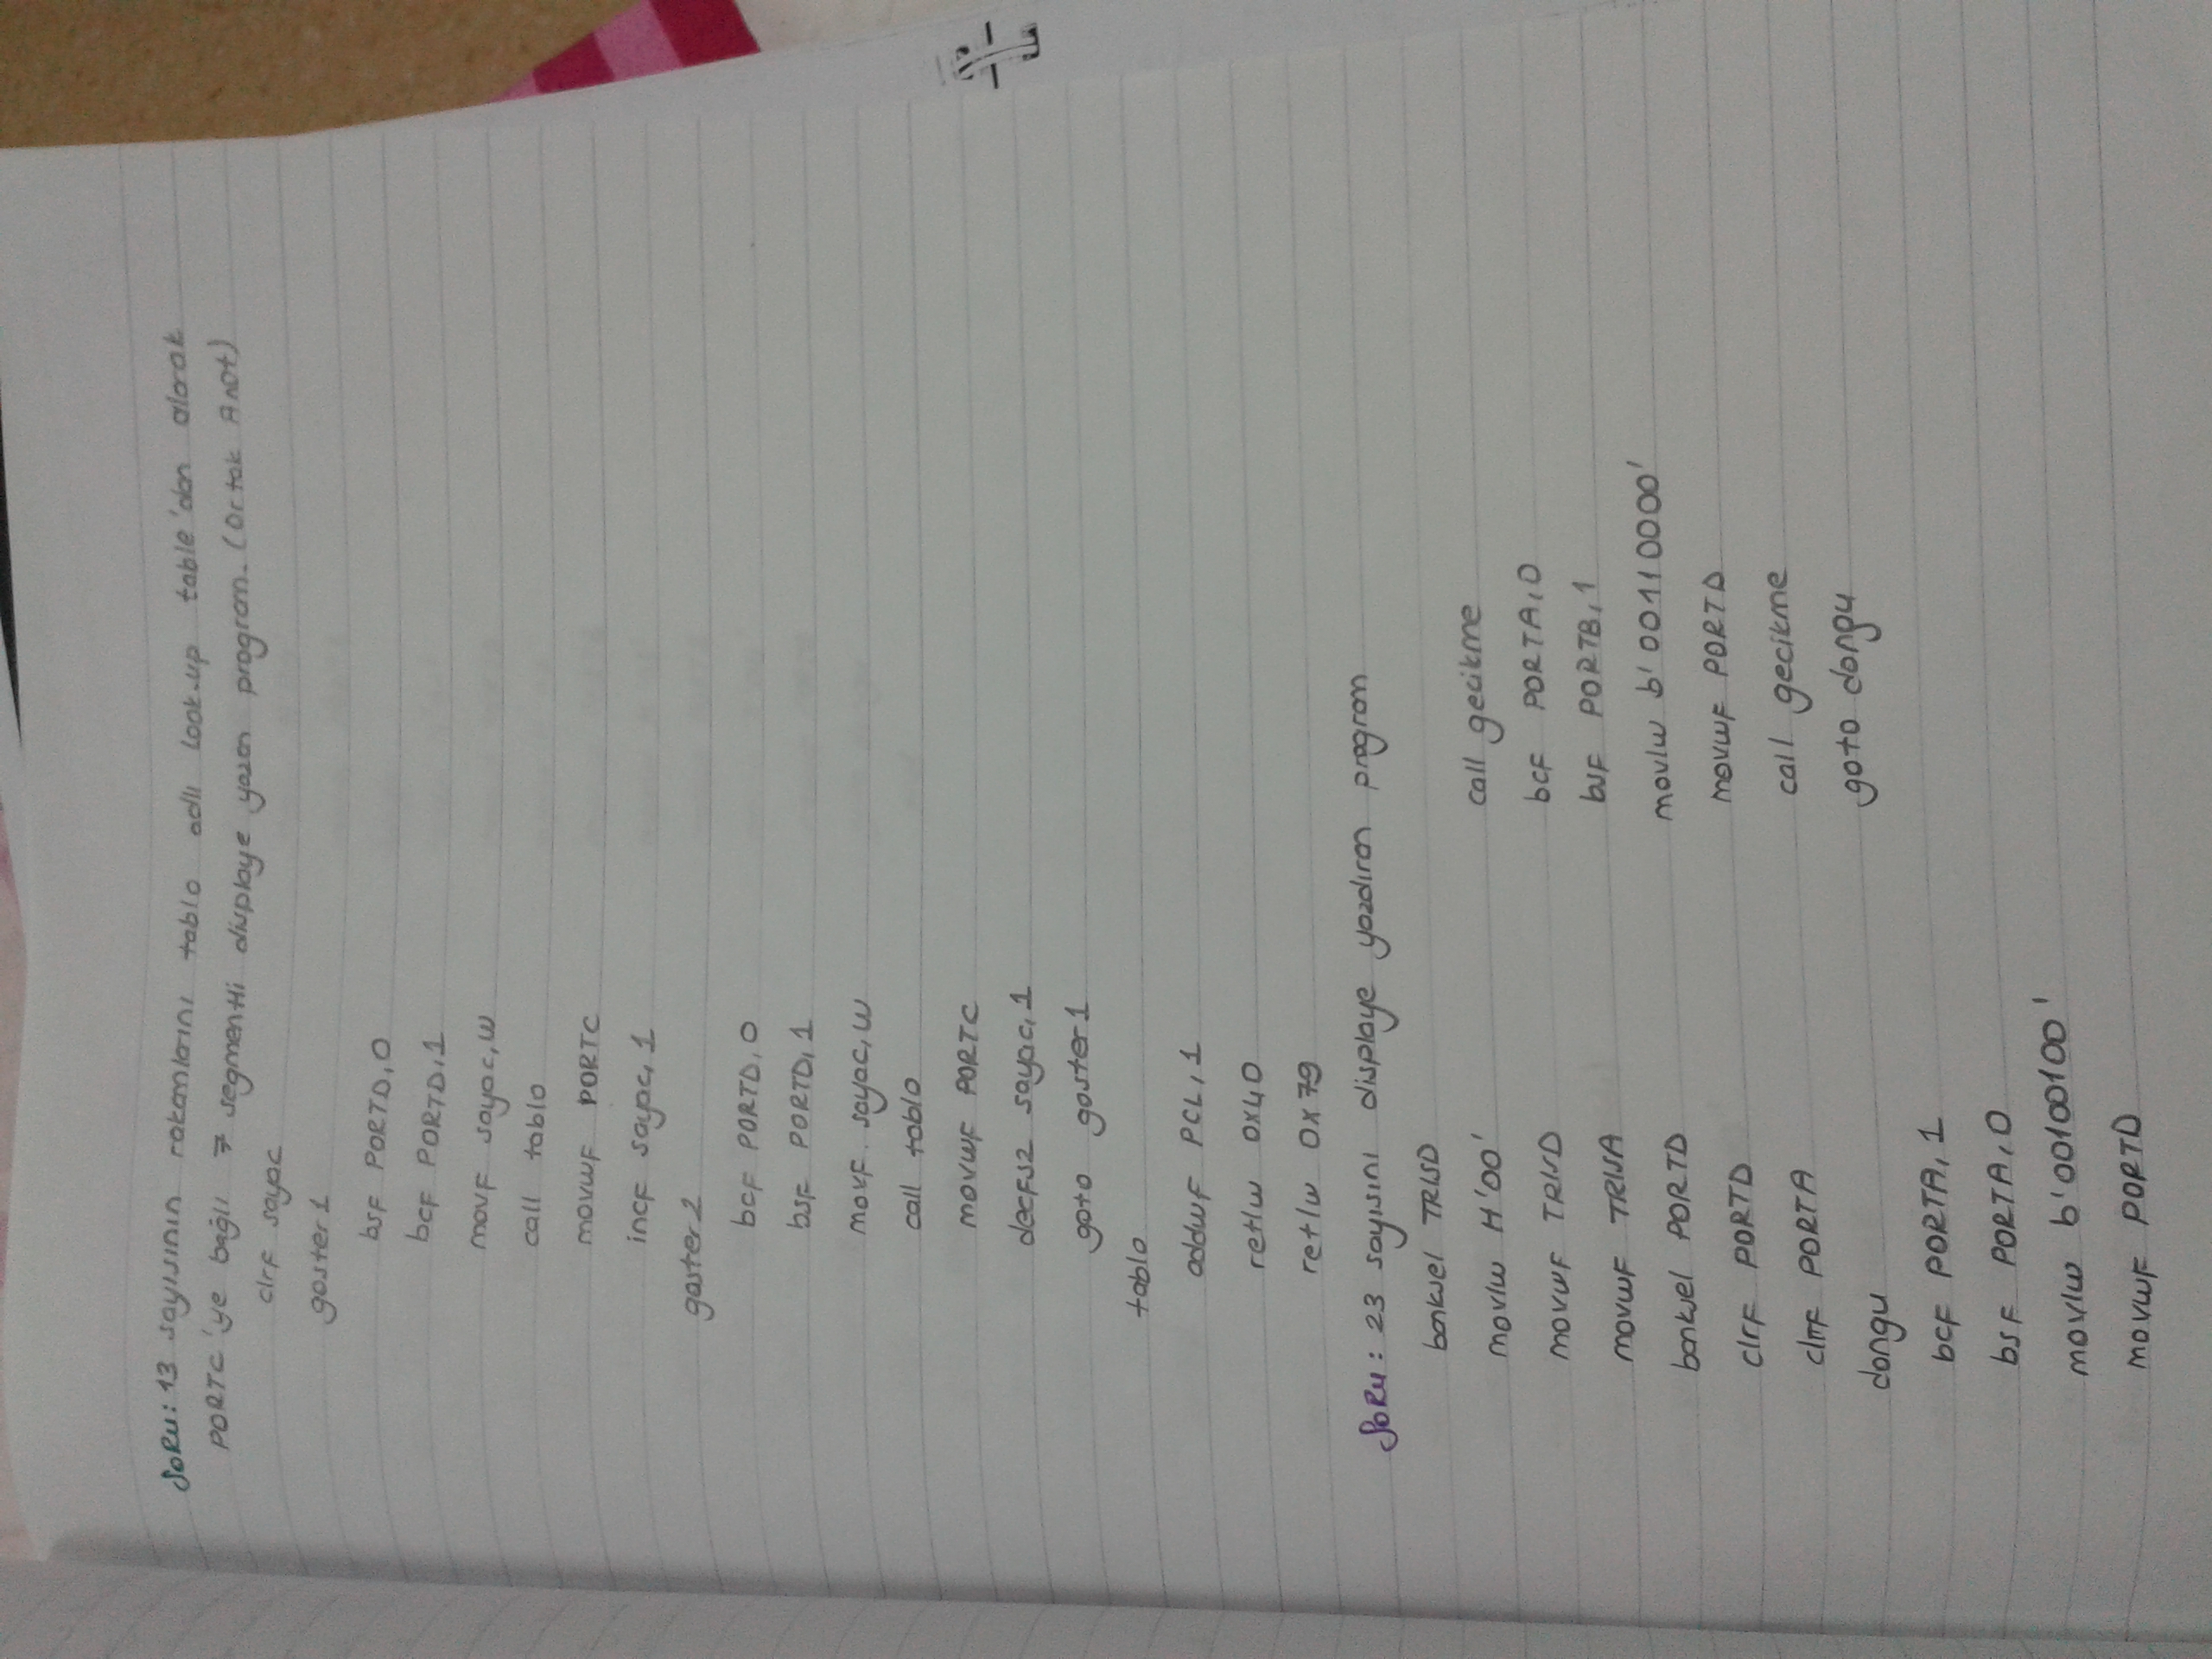 SoRu: 13 sayısının rakamlarını tablo adlı look-up table'dan alarak
PORTC'ye bağlı 7 segmentli displaye yazan program. (Ortak Anot)
clrf sayac
goster1
bsf PORTD,0
bcf PORTD,1
movf sayac,w
call tablo
movwf PORTC
incf sayac,1
goster2
bcf PORTD,0
bsf PORTD,1
movf sayac,w
call tablo
movwf PORTC
decfsz sayac,1
goto goster1
tablo
addwf PCL,1
retlw 0x40
retlw 0x79
SoRu: 23 sayısını displaye yazdıran program
banksel TRISD
movlw H'00'
movwf TRISD
movwf TRISA
banksel PORTD
clrf PORTD
clrf PORTA
dongu
bcf PORTA,1
bsf PORTA,0
movlw b'00100100'
movwf PORTD
call gecikme
bcf PORTA,0
bsf PORTB,1
movlw b'00110000'
movwf PORTD
call gecikme
goto dongu